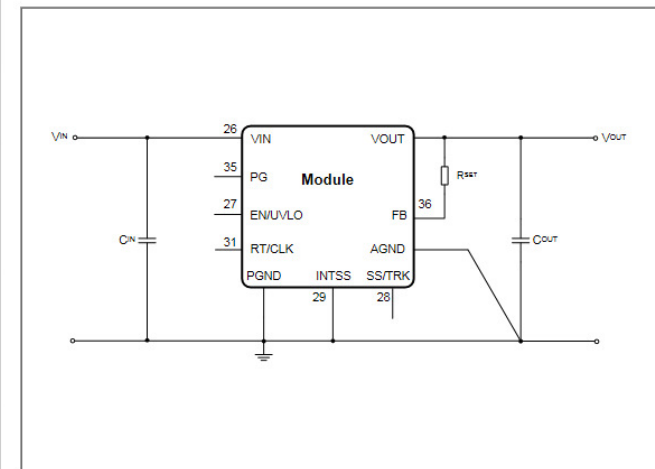 VIN
26
VIN
VOUT
VOUT
35
PG
Module
RSET
27
EN/UVLO
36
FB
CIN
31
RT/CLK
AGND
COUT
PGND
INTSS
SS/TRK
29
28